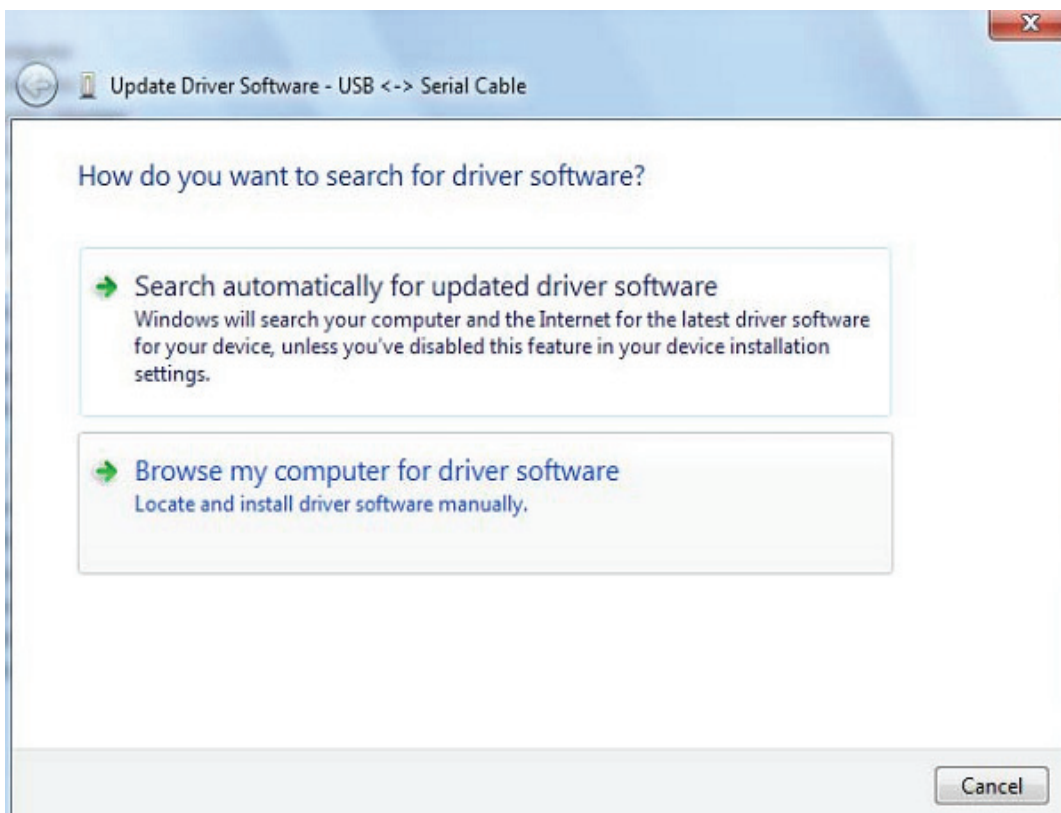 Update Driver Software - USB <-> Serial Cable
How do you want to search for driver software?
Search automatically for updated driver software
Windows will search your computer and the Internet for the latest driver software
for your device, unless you've disabled this feature in your device installation
settings.
Browse my computer for driver software
Locate and install driver software manually.
Cancel